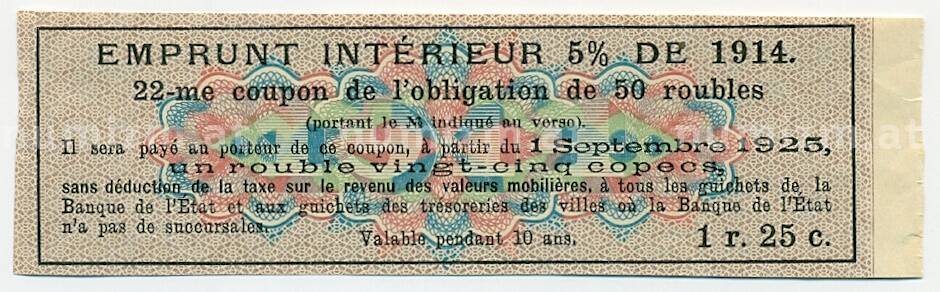 EMPRUNT INTÉRIEUR 5% DE 1914.
22-me coupon de l'obligation de 50 roubles
(portant le № indiqué au verso).
Il sera payé au porteur de ce coupon, à partir du 1 Septembre 1925,
un rouble vingt-cinq copecs,
sans déduction de la taxe sur le revenu des valeurs mobilières, à tous les guichets de la
Banque de l'État et aux guichets des trésoreries des villes où la Banque de l'État
n'a pas de succursales.
Valable pendant 10 ans.
1 r. 25 c.